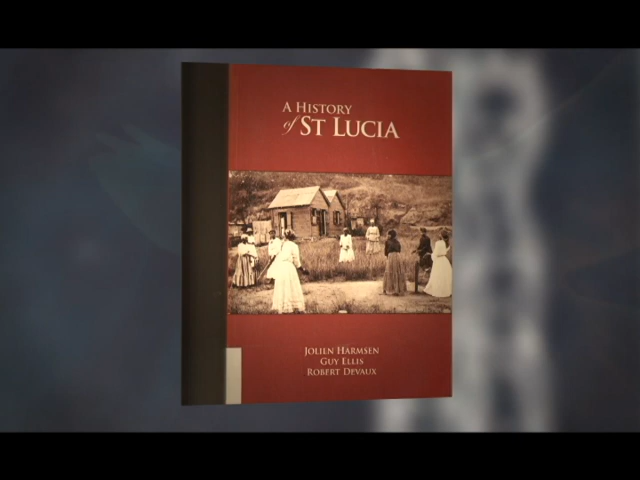 A HISTORY
of ST LUCIA
JOLIEN HARMSEN
GUY ELLIS
ROBERT DEVAUX